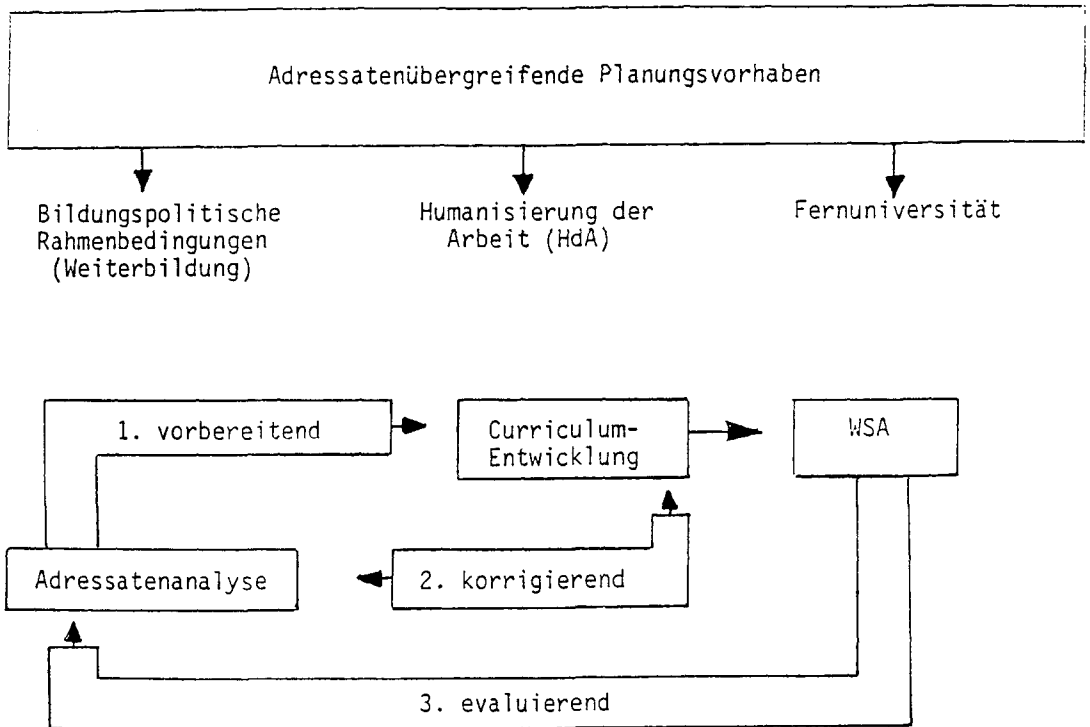 Adressatenübergreifende Planungsvorhaben
Bildungspolitische
Rahmenbedingungen
(Weiterbildung)
Humanisierung der
Arbeit (HdA)
Fernuniversität
1. vorbereitend
Curriculum-
Entwicklung
WSA
Adressatenanalyse
2. korrigierend
3. evaluierend